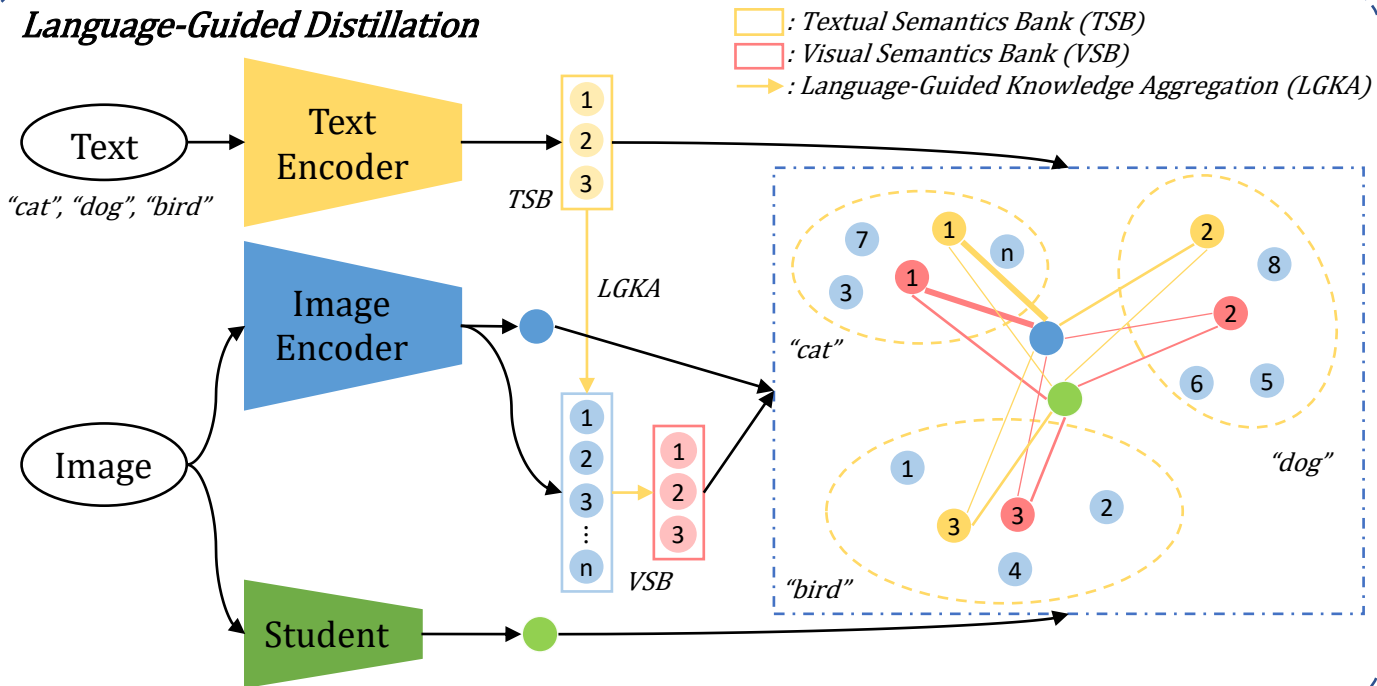 Language-Guided Distillation
: Textual Semantics Bank (TSB)
: Visual Semantics Bank (VSB)
: Language-Guided Knowledge Aggregation (LGKA)
Text
“cat”, “dog”, “bird”
Text
Encoder
1
2
3
TSB
LGKA
Image
Encoder
Image
1
2
3
⋮
n
1
2
3
VSB
Student
7
1
n
3
1
“cat”
2
8
2
6
5
“dog”
1
2
3
3
4
“bird”